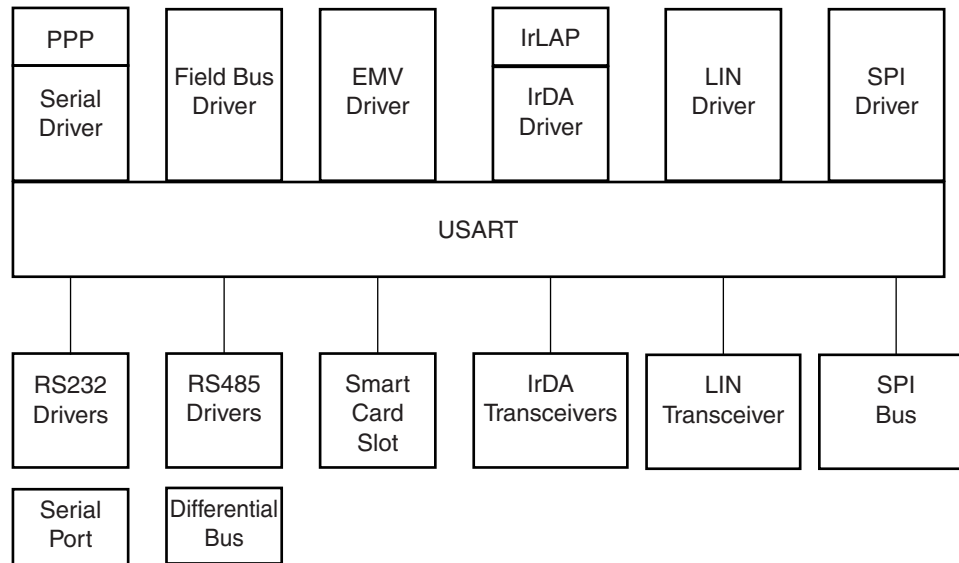 PPP
Serial
Driver
Field Bus
Driver
EMV
Driver
IrLAP
IrDA
Driver
LIN
Driver
SPI
Driver
USART
RS232
Drivers
RS485
Drivers
Smart
Card
Slot
IrDA
Transceivers
LIN
Transceiver
SPI
Bus
Serial
Port
Differential
Bus